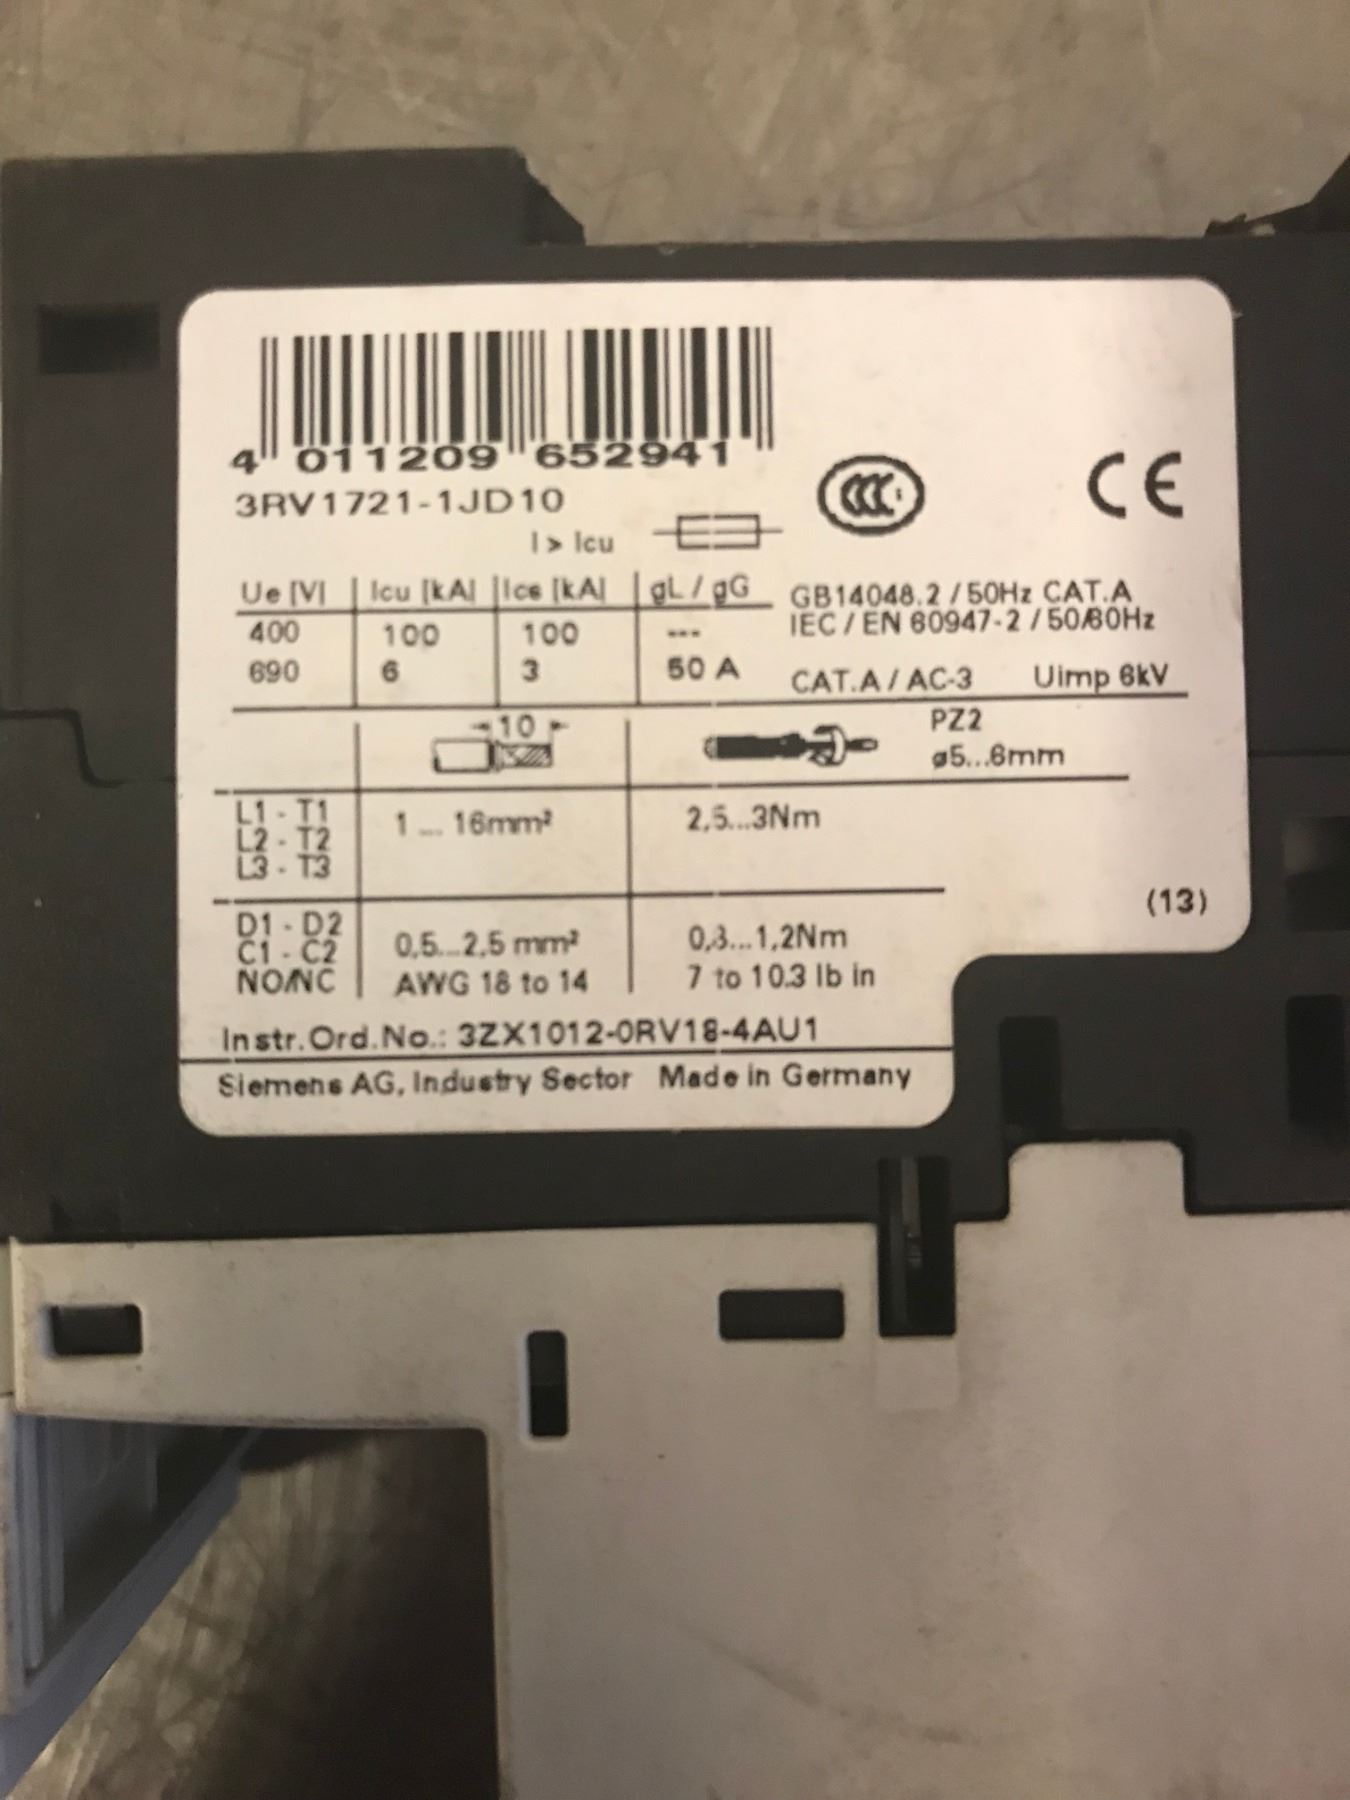 4 011209 652941
3RV1721-1JD10
CCC CE
I > Icu
Ue [V] Icu [kA] Ics [kA] gL / gG
400 100 100 ---
690 6 3 50 A
GB14048.2 / 50Hz CAT.A
IEC / EN 60947-2 / 50/60Hz
CAT.A / AC-3 Uimp 6kV
10 PZ2
ø5...6mm
L1 - T1
L2 - T2
L3 - T3
1 ... 16mm² 2,5...3Nm
(13)
D1 - D2
C1 - C2
NO/NC
0,5...2,5 mm² 0,8...1,2Nm
AWG 18 to 14 7 to 10.3 lb in
Instr.Ord.No.: 3ZX1012-0RV18-4AU1
Siemens AG, Industry Sector Made in Germany